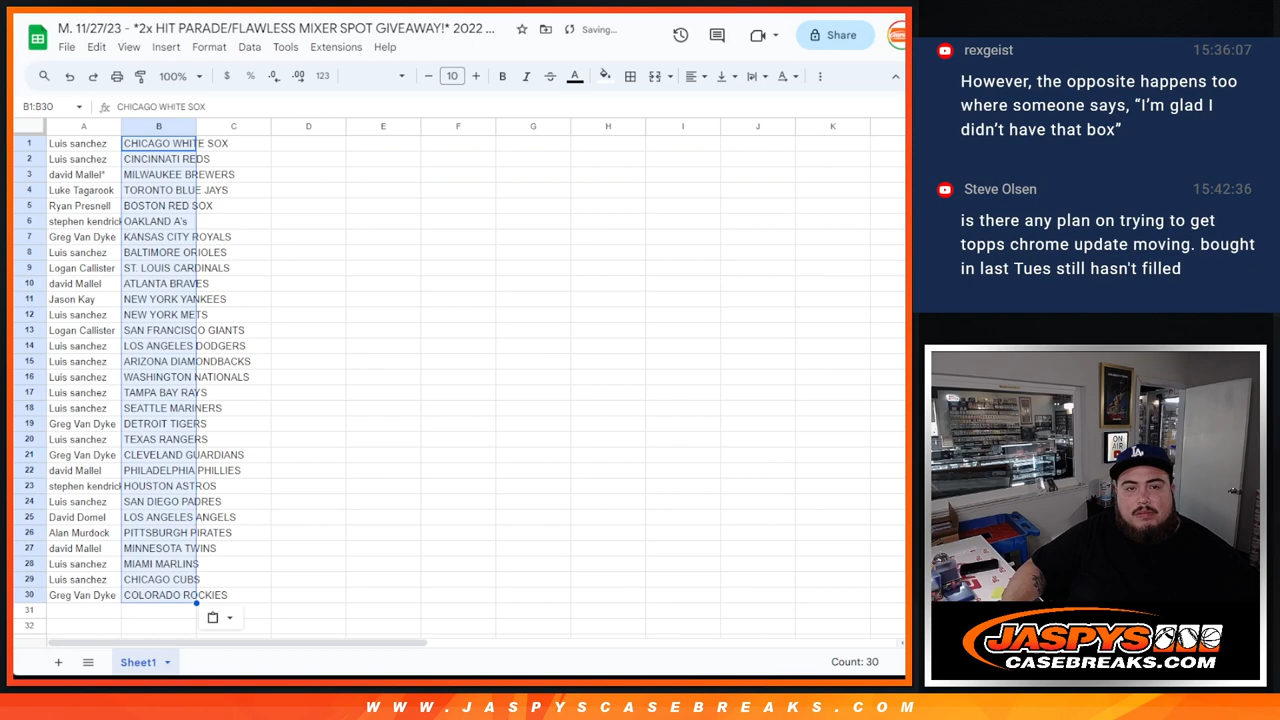 M. 11/27/23 - *2x HIT PARADE/FLAWLESS MIXER SPOT GIVEAWAY!* 2022 ...
Saving...
File Edit View Insert Format Data Tools Extensions Help
Share
100% $ % .0 .00 123 10
B1:B30 fx CHICAGO WHITE SOX
A B C D E F G H I J K
1 Luis sanchez CHICAGO WHITE SOX
2 Luis sanchez CINCINNATI REDS
3 david Mallel* MILWAUKEE BREWERS
4 Luke Tagarook TORONTO BLUE JAYS
5 Ryan Presnell BOSTON RED SOX
6 stephen kendrick OAKLAND A's
7 Greg Van Dyke KANSAS CITY ROYALS
8 Luis sanchez BALTIMORE ORIOLES
9 Logan Callister ST. LOUIS CARDINALS
10 david Mallel ATLANTA BRAVES
11 Jason Kay NEW YORK YANKEES
12 Luis sanchez NEW YORK METS
13 Logan Callister SAN FRANCISCO GIANTS
14 Luis sanchez LOS ANGELES DODGERS
15 Luis sanchez ARIZONA DIAMONDBACKS
16 Luis sanchez WASHINGTON NATIONALS
17 Luis sanchez TAMPA BAY RAYS
18 Luis sanchez SEATTLE MARINERS
19 Greg Van Dyke DETROIT TIGERS
20 Luis sanchez TEXAS RANGERS
21 Greg Van Dyke CLEVELAND GUARDIANS
22 david Mallel PHILADELPHIA PHILLIES
23 stephen kendrick HOUSTON ASTROS
24 Luis sanchez SAN DIEGO PADRES
25 David Domel LOS ANGELES ANGELS
26 Alan Murdock PITTSBURGH PIRATES
27 david Mallel MINNESOTA TWINS
28 Luis sanchez MIAMI MARLINS
29 Luis sanchez CHICAGO CUBS
30 Greg Van Dyke COLORADO ROCKIES
31
32
Sheet1
Count: 30
rexgeist 15:36:07
However, the opposite happens too
where someone says, “I’m glad I
didn’t have that box”
Steve Olsen 15:42:36
is there any plan on trying to get
topps chrome update moving. bought
in last Tues still hasn't filled
ON
AIR
LA
JASPYS
CASEBREAKS.COM
WWW.JASPYSCASEBREAKS.COM